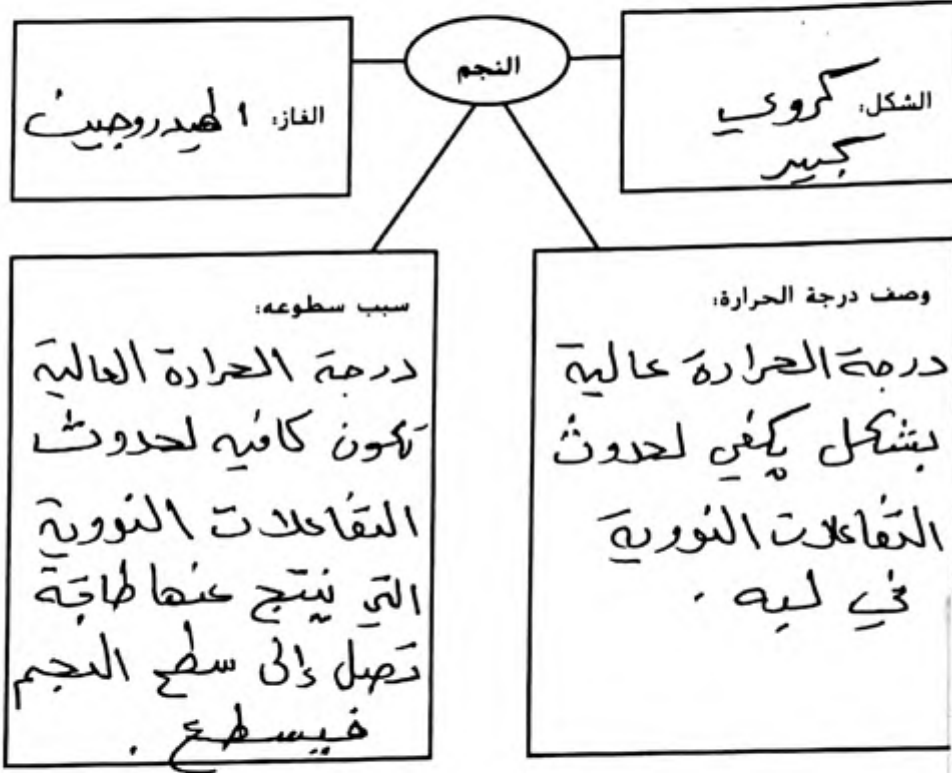 النجم
الشكل: كروي
كبير
الغاز: الهيدروجين
وصف درجة الحرارة:
درجة الحرارة عالية
بشكل يكفي لحدوث
التفاعلات النووية
في لبه .
سبب سطوعه:
درجة الحرارة العالية
تكون كافيه لحدوث
التفاعلات النووية
التي ينتج عنها طاقة
تصل إلى سطح النجم
فيسطع .